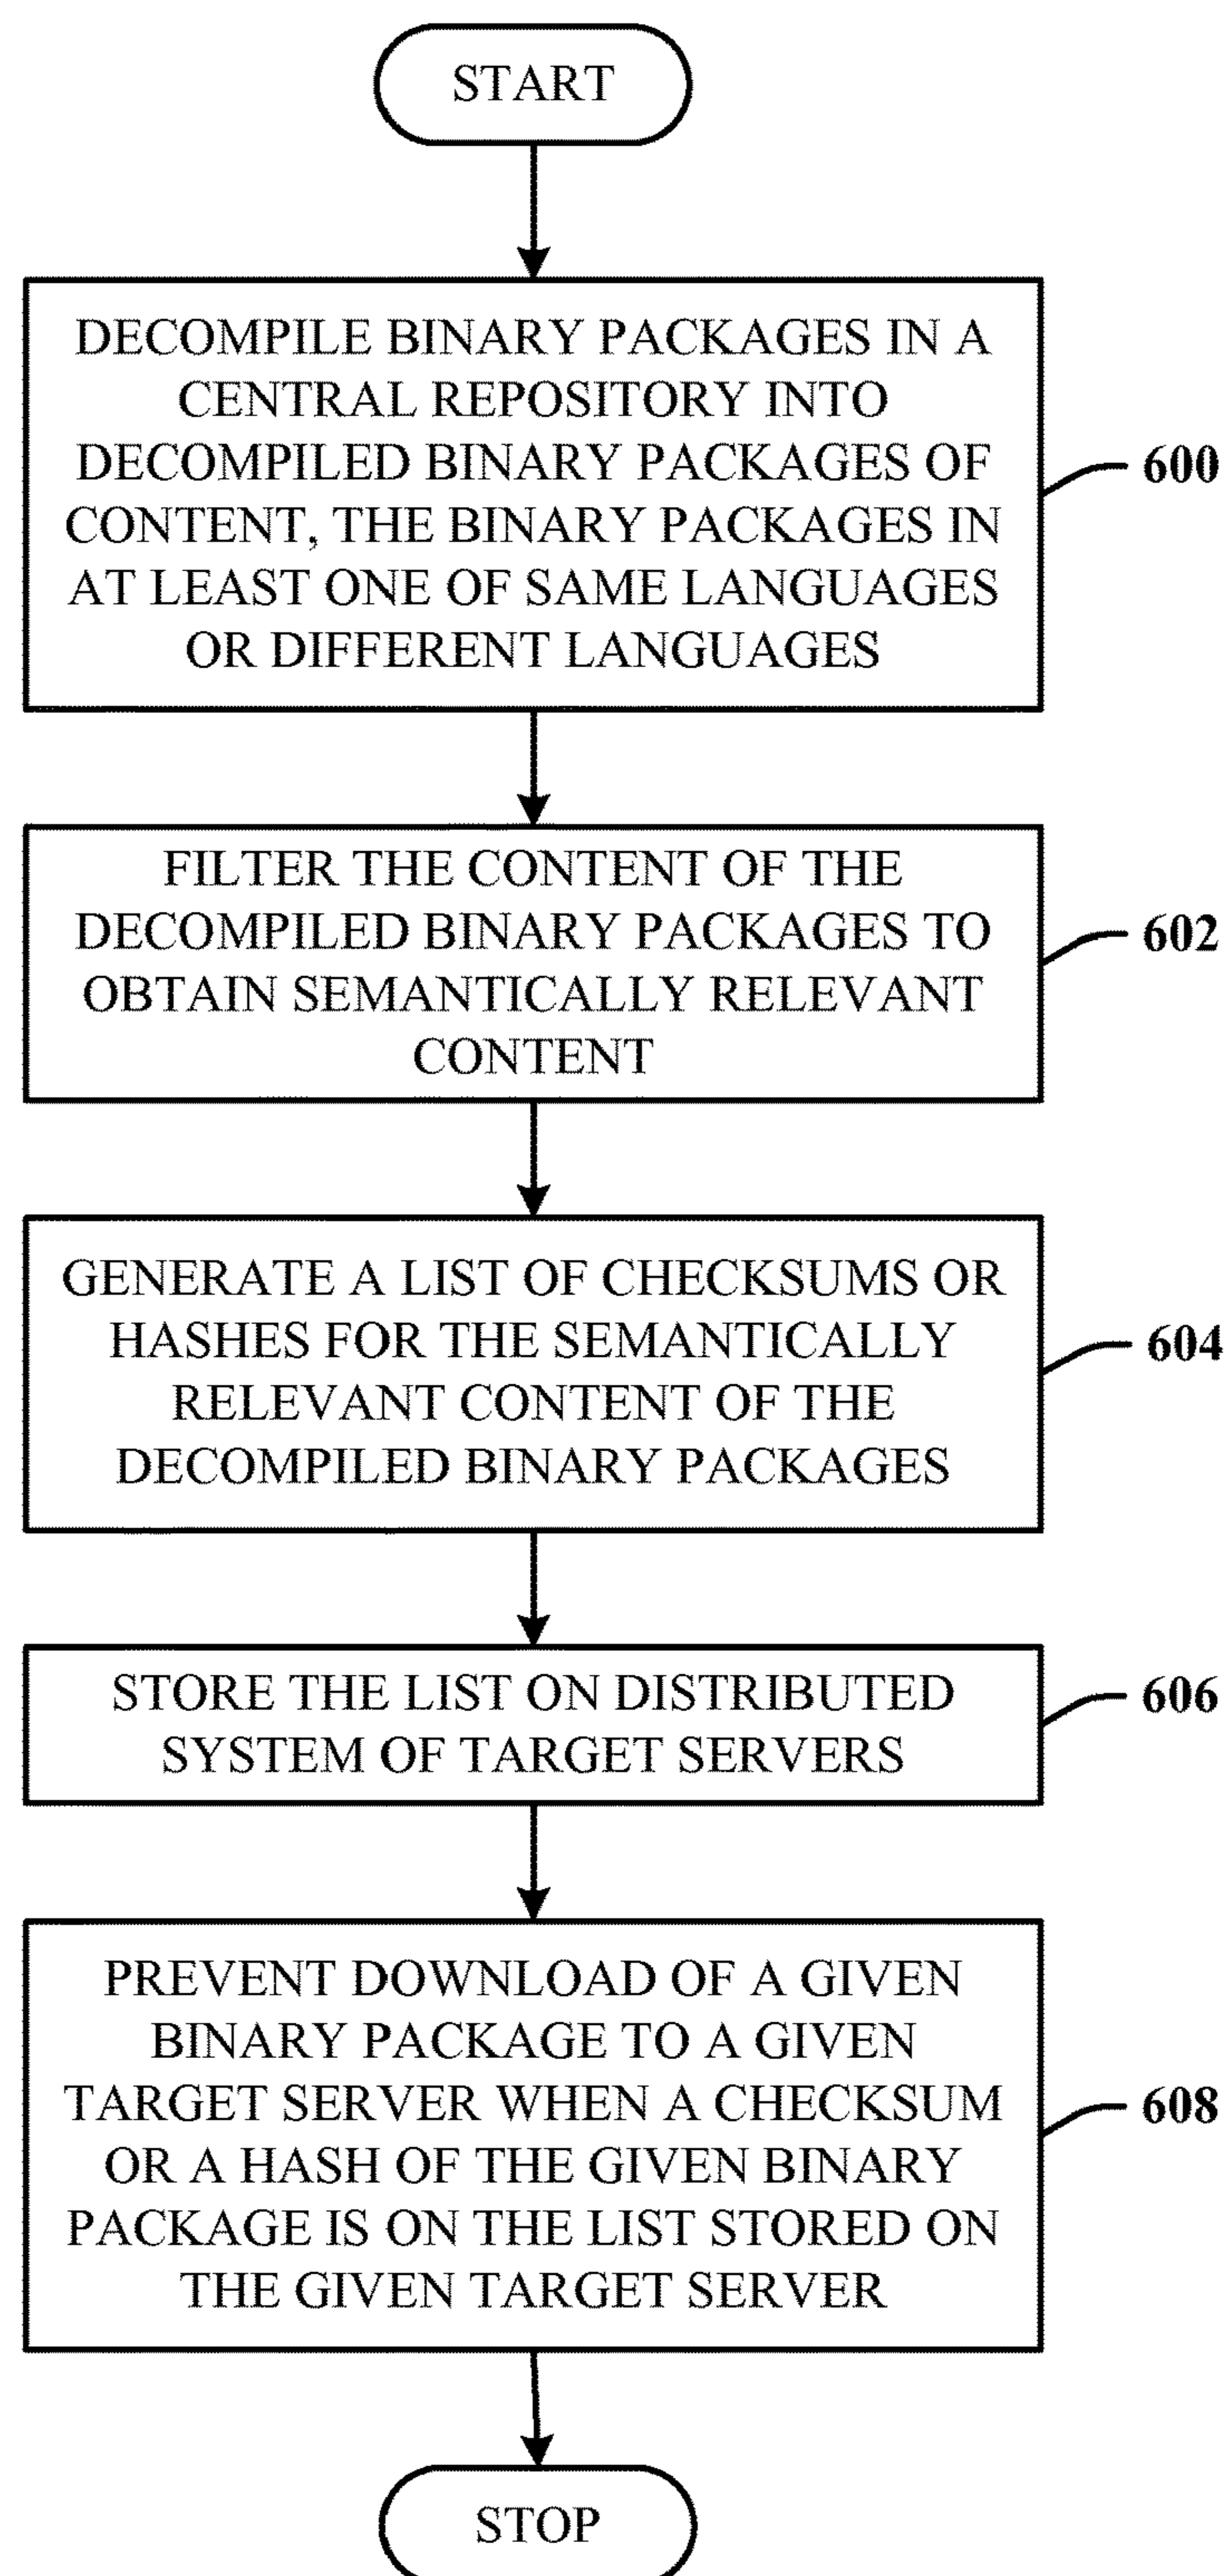 START
DECOMPILE BINARY PACKAGES IN A
CENTRAL REPOSITORY INTO
DECOMPILED BINARY PACKAGES OF
CONTENT, THE BINARY PACKAGES IN
AT LEAST ONE OF SAME LANGUAGES
OR DIFFERENT LANGUAGES
600
FILTER THE CONTENT OF THE
DECOMPILED BINARY PACKAGES TO
OBTAIN SEMANTICALLY RELEVANT
CONTENT
602
GENERATE A LIST OF CHECKSUMS OR
HASHES FOR THE SEMANTICALLY
RELEVANT CONTENT OF THE
DECOMPILED BINARY PACKAGES
604
STORE THE LIST ON DISTRIBUTED
SYSTEM OF TARGET SERVERS
606
PREVENT DOWNLOAD OF A GIVEN
BINARY PACKAGE TO A GIVEN
TARGET SERVER WHEN A CHECKSUM
OR A HASH OF THE GIVEN BINARY
PACKAGE IS ON THE LIST STORED ON
THE GIVEN TARGET SERVER
608
STOP